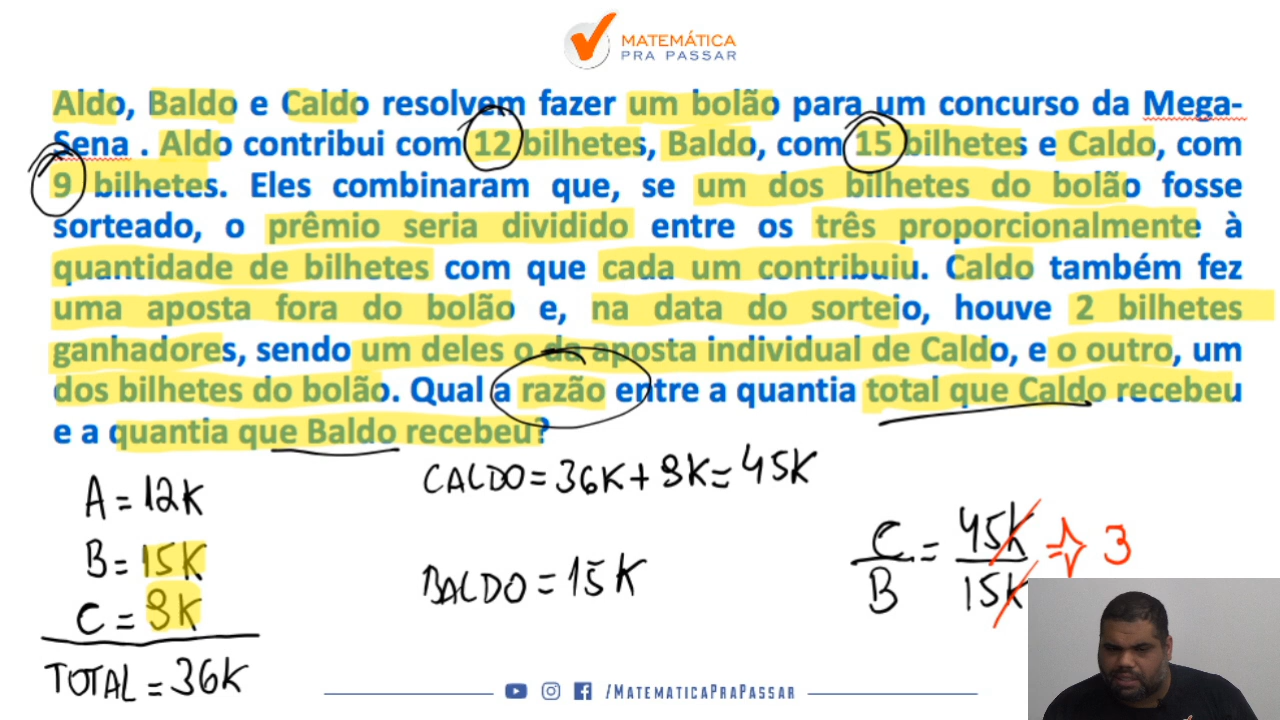 MATEMÁTICA
PRA PASSAR
Aldo, Baldo e Caldo resolvem fazer um bolão para um concurso da Mega-
Sena . Aldo contribui com 12 bilhetes, Baldo, com 15 bilhetes e Caldo, com
9 bilhetes. Eles combinaram que, se um dos bilhetes do bolão fosse
sorteado, o prêmio seria dividido entre os três proporcionalmente à
quantidade de bilhetes com que cada um contribuiu. Caldo também fez
uma aposta fora do bolão e, na data do sorteio, houve 2 bilhetes
ganhadores, sendo um deles o da aposta individual de Caldo, e o outro, um
dos bilhetes do bolão. Qual a razão entre a quantia total que Caldo recebeu
e a quantia que Baldo recebeu?
A = 12K
B = 15K
C = 9K
TOTAL = 36K
CALDO = 36K + 9K = 45K
BALDO = 15K
C/B = 45K/15K => 3
/MATEMATICAPRAPASSAR